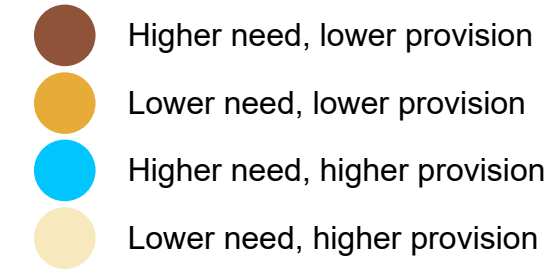 Higher need, lower provision
Lower need, lower provision
Higher need, higher provision
Lower need, higher provision